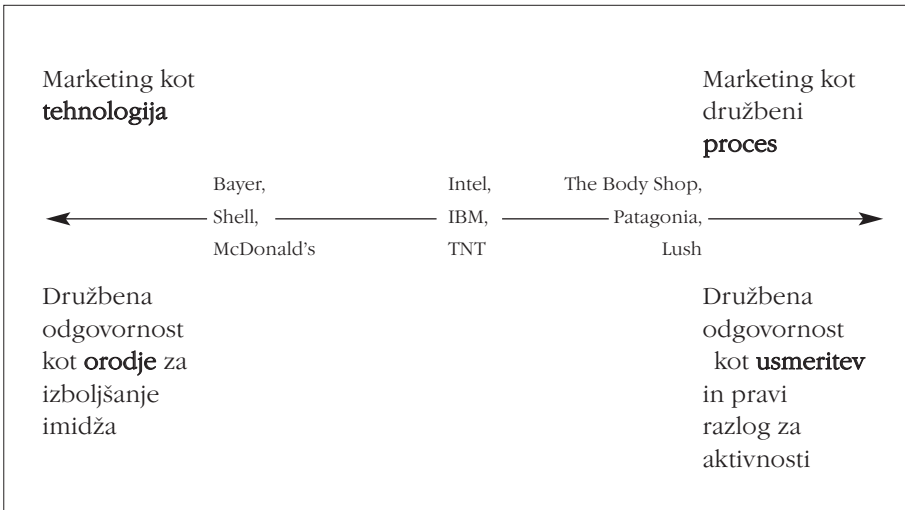 Marketing kot
tehnologija
Marketing kot
družbeni
proces
Bayer,
Shell,
McDonald's
Intel,
IBM,
TNT
The Body Shop,
Patagonia,
Lush
Družbena
odgovornost
kot orodje za
izboljšanje
imidža
Družbena
odgovornost
kot usmeritev
in pravi
razlog za
aktivnosti